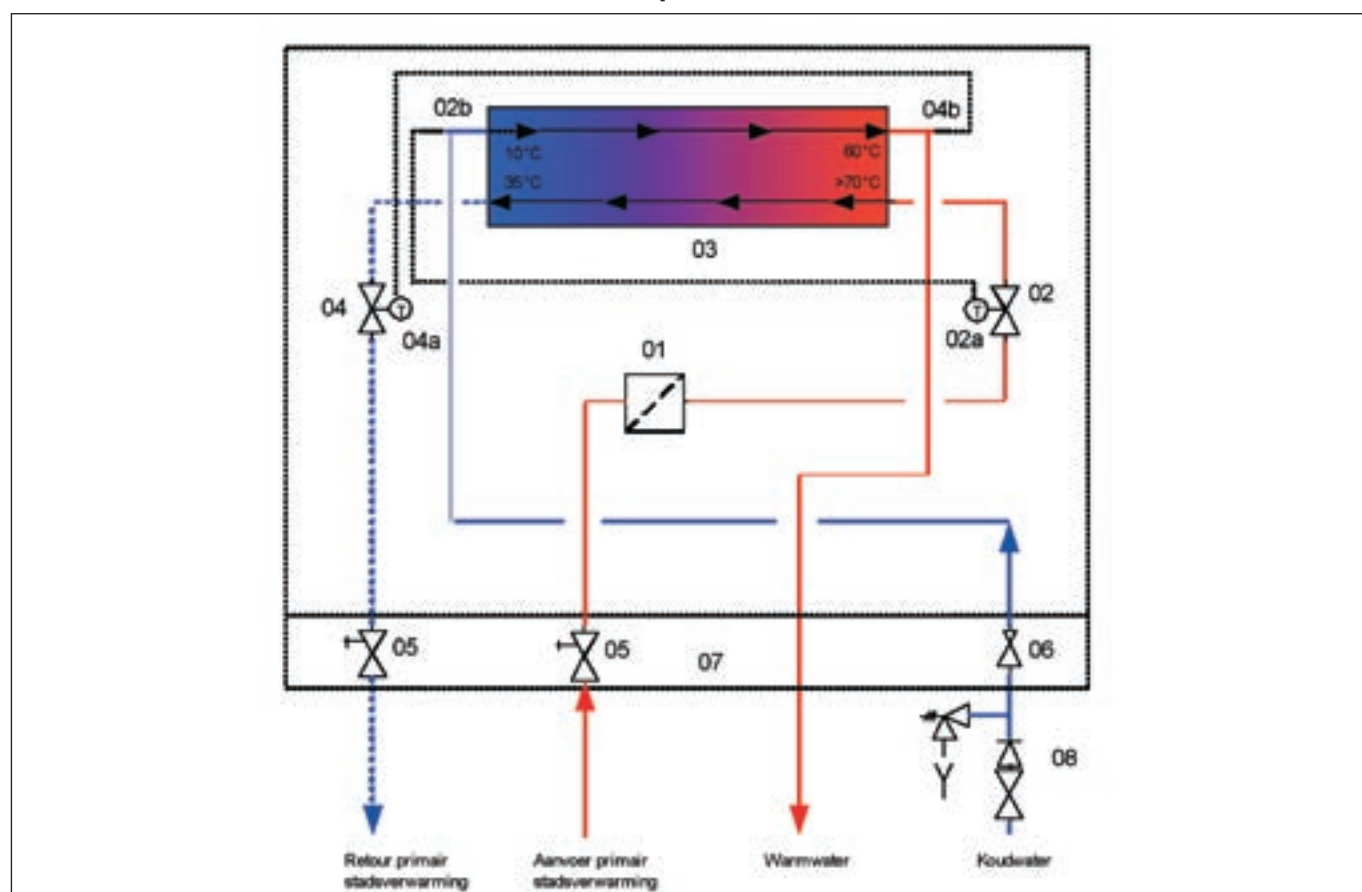 02b
04b
10°C
60°C
35°C
>70°C
03
04
T
04a
T
02a
02
01
05
05
07
06
08
Retour primair
stadsverwarming
Aanvoer primair
stadsverwarming
Warmwater
Koudwater